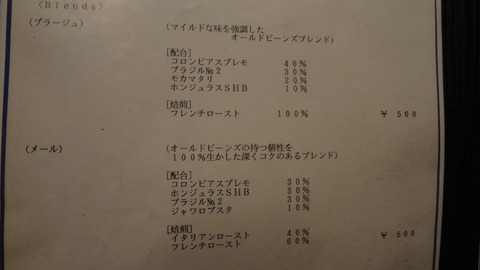 〈Blends〉
(プラージュ) (マイルドな味を強調した
オールドビーンズブレンド)
[配合]
コロンビアスプレモ 40%
ブラジル№2 30%
モカマタリ 20%
ホンジュラスSHB 10%
[焙煎]
フレンチロースト 100% ¥ 500
(メール) (オールドビーンズの持つ個性を
100%生かした深くコクのあるブレンド)
[配合]
コロンビアスプレモ 30%
ホンジュラスSHB 30%
ブラジル№2 30%
ジャワロブスタ 10%
[焙煎]
イタリアンロースト 40% ¥ 500
フレンチロースト 60%